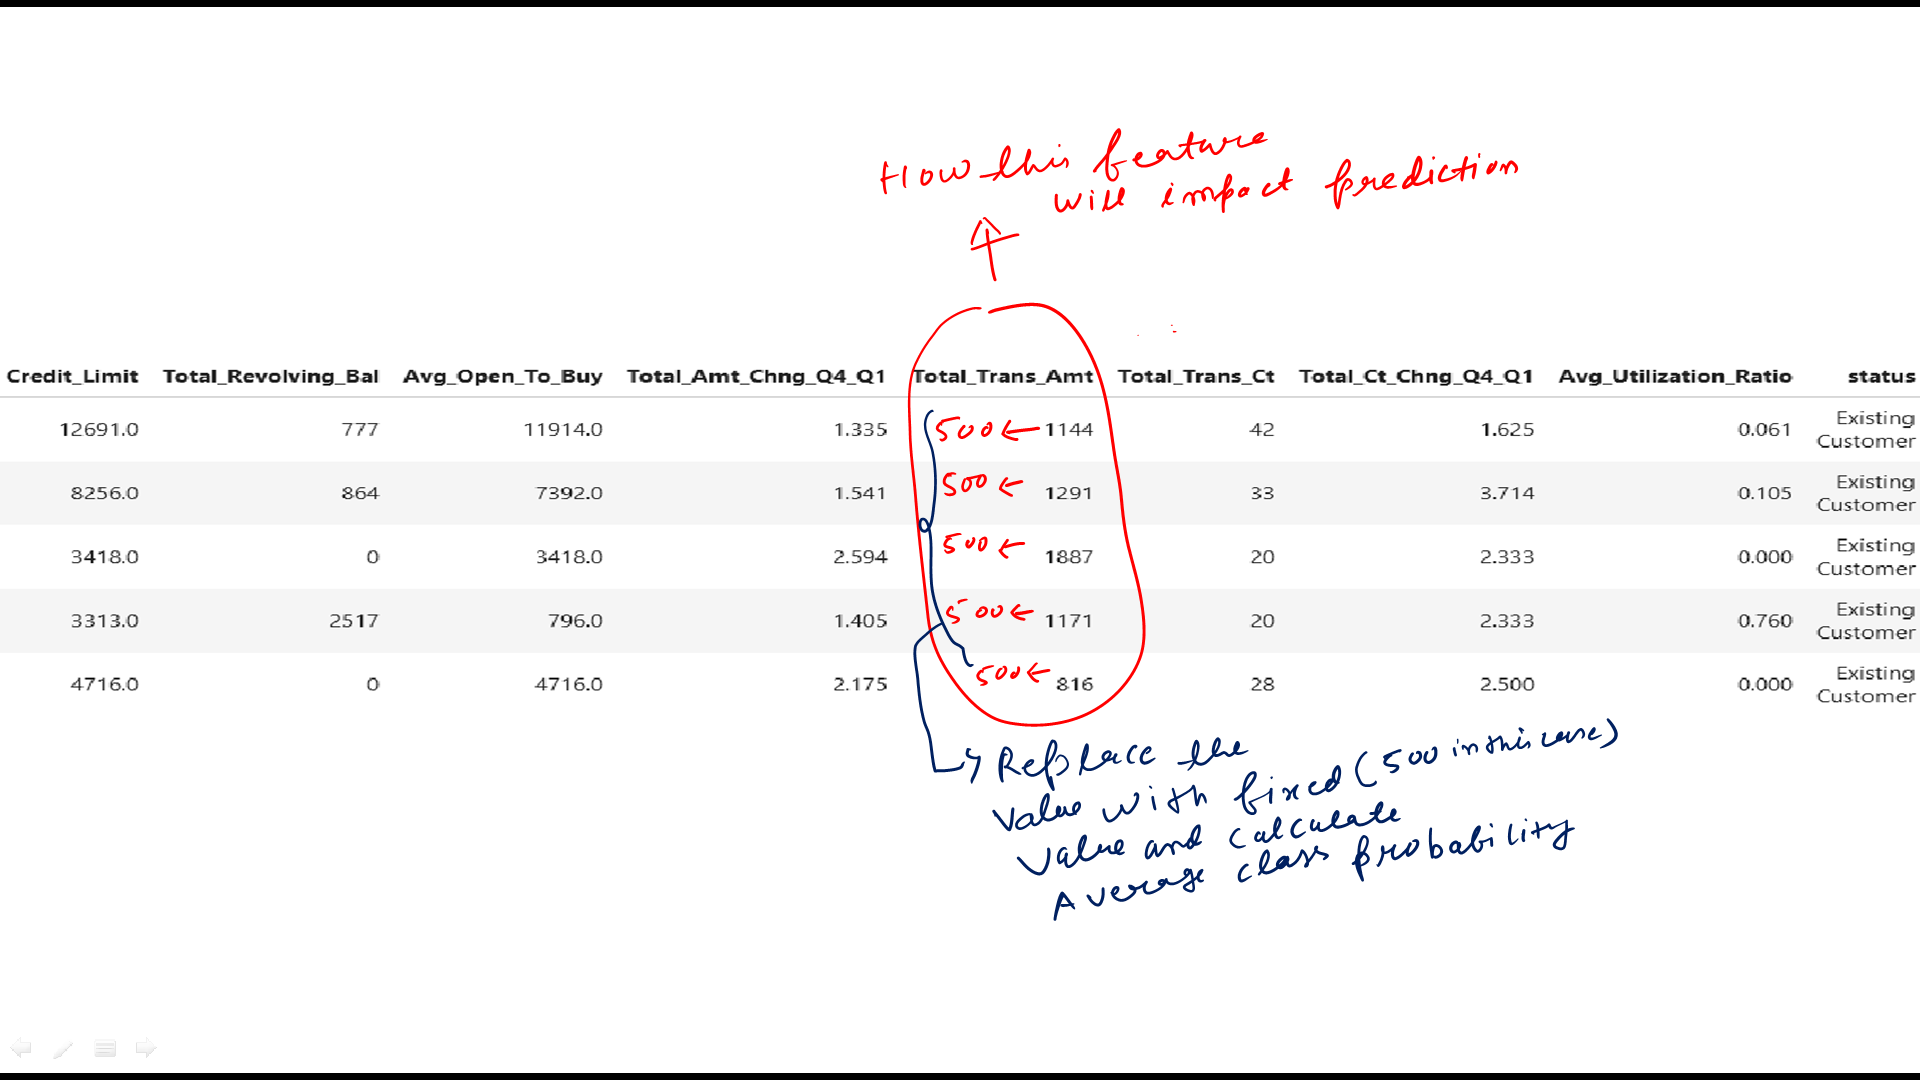 How this feature
will impact prediction
Credit_Limit Total_Revolving_Bal Avg_Open_To_Buy Total_Amt_Chng_Q4_Q1 Total_Trans_Amt Total_Trans_Ct Total_Ct_Chng_Q4_Q1 Avg_Utilization_Ratio status
12691.0 777 11914.0 1.335 500 ← 1144 42 1.625 0.061 Existing Customer
8256.0 864 7392.0 1.541 500 ← 1291 33 3.714 0.105 Existing Customer
3418.0 0 3418.0 2.594 500 ← 1887 20 2.333 0.000 Existing Customer
3313.0 2517 796.0 1.405 500 ← 1171 20 2.333 0.760 Existing Customer
4716.0 0 4716.0 2.175 500 ← 816 28 2.500 0.000 Existing Customer
Replace the
Value with fixed (500 in this case)
Value and calculate
Average class probability